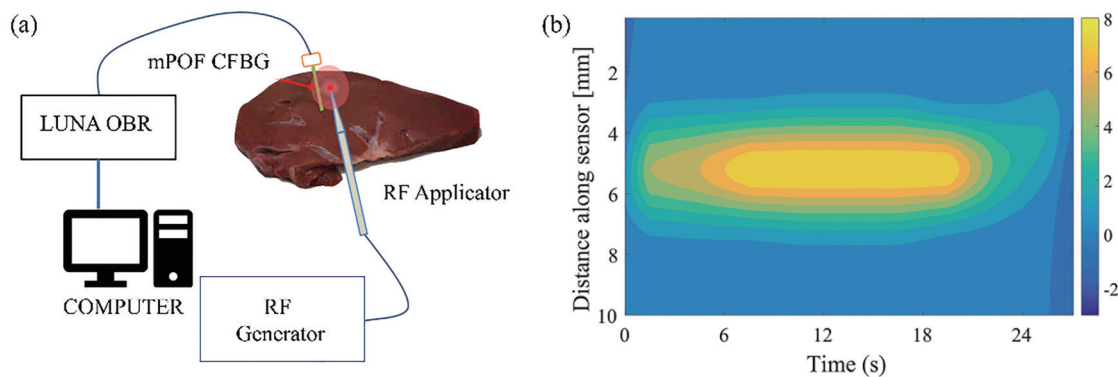 (a)
mPOF CFBG
LUNA OBR
RF Applicator
COMPUTER
RF
Generator
(b)
Distance along sensor [mm]
2
4
6
8
10
0
6
12
18
24
Time (s)
8
6
4
2
0
-2